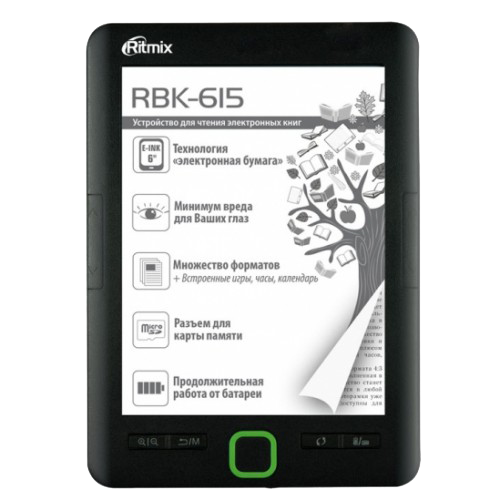 Ritmix
RBK-615
Устройство для чтения электронных книг
E-INK
6"
Технология
«электронная бумага»
Минимум вреда
для Ваших глаз
Множество форматов
+ Встроенные игры, часы, календарь
micro
Разъем для
карты памяти
Продолжительная
работа от батареи
/M